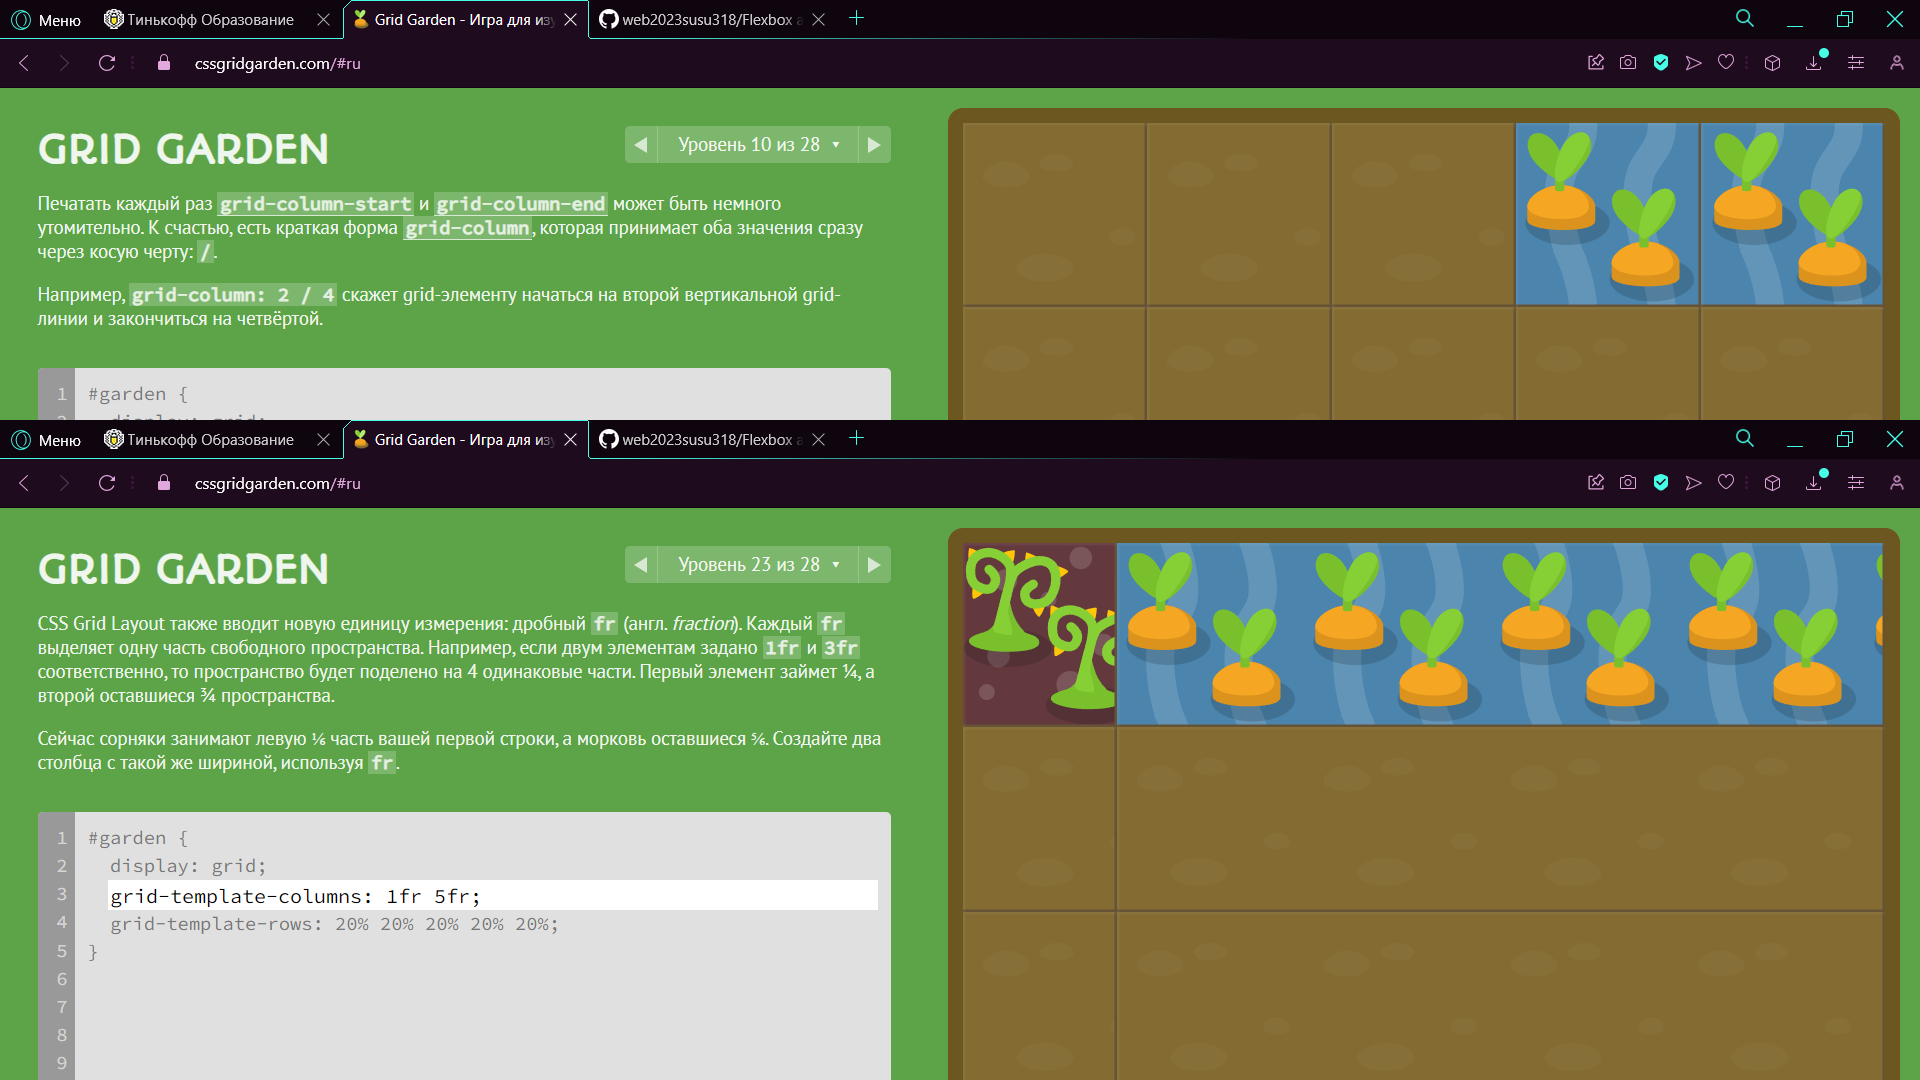 Меню
Тинькофф Образование
Grid Garden - Игра для из
web2023susu318/Flexbox a
cssgridgarden.com/#ru
GRID GARDEN
Уровень 10 из 28
Печатать каждый раз grid-column-start и grid-column-end может быть немного
утомительно. К счастью, есть краткая форма grid-column, которая принимает оба значения сразу
через косую черту: /.
Например, grid-column: 2 / 4 скажет grid-элементу начаться на второй вертикальной grid-
линии и закончиться на четвёртой.
1 #garden {
2 display: grid;
Меню
Тинькофф Образование
Grid Garden - Игра для из
web2023susu318/Flexbox a
cssgridgarden.com/#ru
GRID GARDEN
Уровень 23 из 28
CSS Grid Layout также вводит новую единицу измерения: дробный fr (англ. fraction). Каждый fr
выделяет одну часть свободного пространства. Например, если двум элементам задано 1fr и 3fr
соответственно, то пространство будет поделено на 4 одинаковые части. Первый элемент займет ¼, а
второй оставшиеся ¾ пространства.
Сейчас сорняки занимают левую ⅙ часть вашей первой строки, а морковь оставшиеся ⅚. Создайте два
столбца с такой же шириной, используя fr.
1 #garden {
2 display: grid;
3 grid-template-columns: 1fr 5fr;
4 grid-template-rows: 20% 20% 20% 20% 20%;
5 }
6
7
8
9